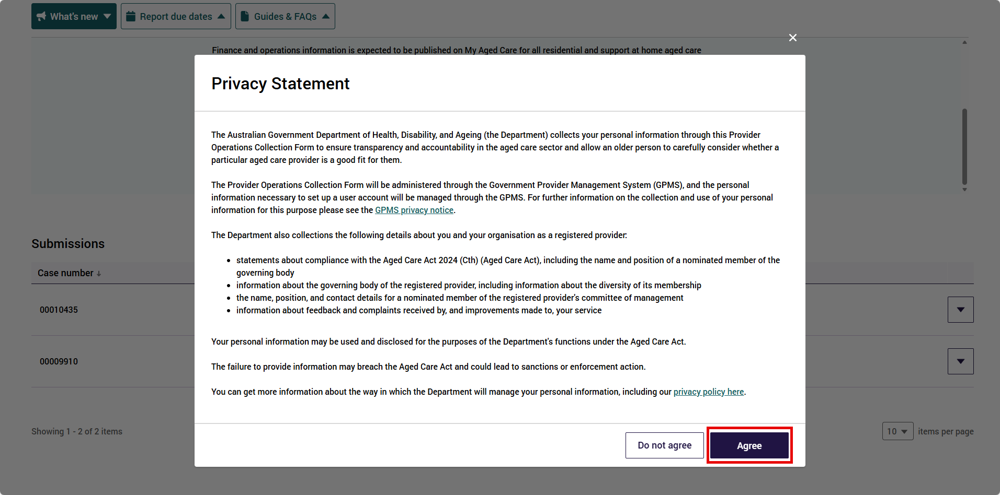 What's new
Report due dates
Guides & FAQs
Finance and operations information is expected to be published on My Aged Care for all residential and support at home aged care
Privacy Statement
The Australian Government Department of Health, Disability, and Ageing (the Department) collects your personal information through this Provider
Operations Collection Form to ensure transparency and accountability in the aged care sector and allow an older person to carefully consider whether a
particular aged care provider is a good fit for them.
The Provider Operations Collection Form will be administered through the Government Provider Management System (GPMS), and the personal
information necessary to set up a user account will be managed through the GPMS. For further information on the collection and use of your personal
information for this purpose please see the GPMS privacy notice.
The Department also collections the following details about you and your organisation as a registered provider:
• statements about compliance with the Aged Care Act 2024 (Cth) (Aged Care Act), including the name and position of a nominated member of the
governing body
• information about the governing body of the registered provider, including information about the diversity of its membership
• the name, position, and contact details for a nominated member of the registered provider's committee of management
• information about feedback and complaints received by, and improvements made to, your service
Your personal information may be used and disclosed for the purposes of the Department's functions under the Aged Care Act.
The failure to provide information may breach the Aged Care Act and could lead to sanctions or enforcement action.
You can get more information about the way in which the Department will manage your personal information, including our privacy policy here.
Do not agree
Agree
Submissions
Case number ↓
00010435
00009910
Showing 1 - 2 of 2 items
10 items per page